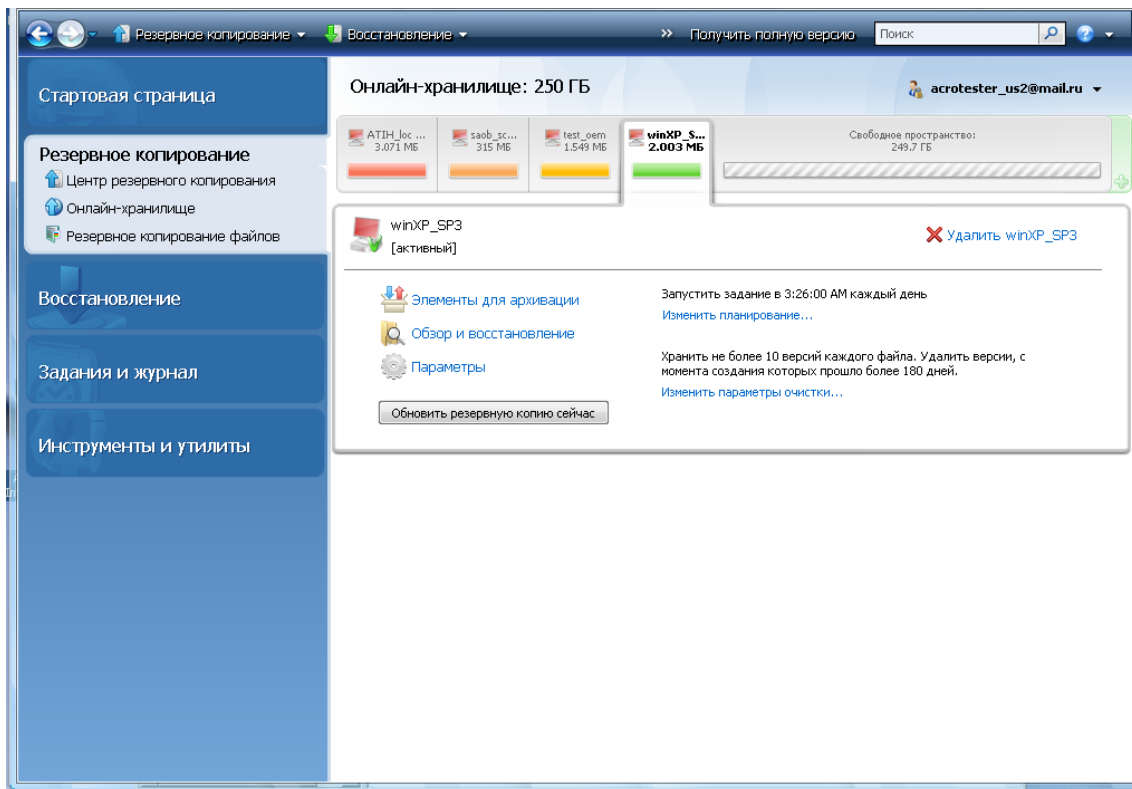 Резервное копирование
Восстановление
»
Получить полную версию
Поиск
Стартовая страница
Резервное копирование
Центр резервного копирования
Онлайн-хранилище
Резервное копирование файлов
Восстановление
Задания и журнал
Инструменты и утилиты
Онлайн-хранилище: 250 ГБ
acrotester_us2@mail.ru
ATIH_loc ...
3.071 МБ
saob_sc...
315 МБ
test_oem
1.549 МБ
winXP_S...
2.003 МБ
Свободное пространство:
249.7 ГБ
winXP_SP3
[активный]
Удалить winXP_SP3
Элементы для архивации
Обзор и восстановление
Параметры
Обновить резервную копию сейчас
Запустить задание в 3:26:00 AM каждый день
Изменить планирование...
Хранить не более 10 версий каждого файла. Удалить версии, с
момента создания которых прошло более 180 дней.
Изменить параметры очистки...